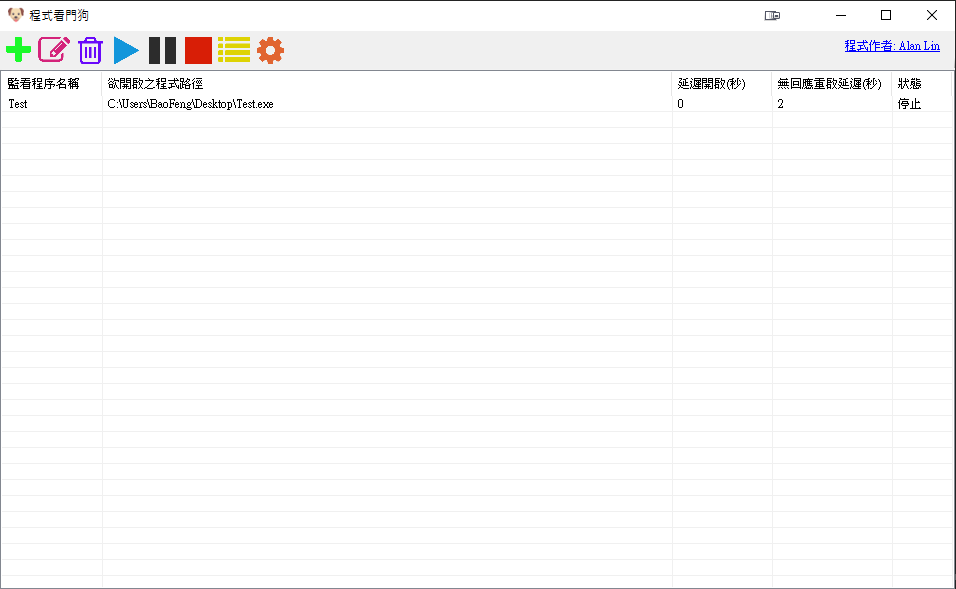 程式看門狗
程式作者: Alan Lin
監看程序名稱 欲開啟之程式路徑 延遲開啟(秒) 無回應重啟延遲(秒) 狀態
Test C:\Users\BaoFeng\Desktop\Test.exe 0 2 停止